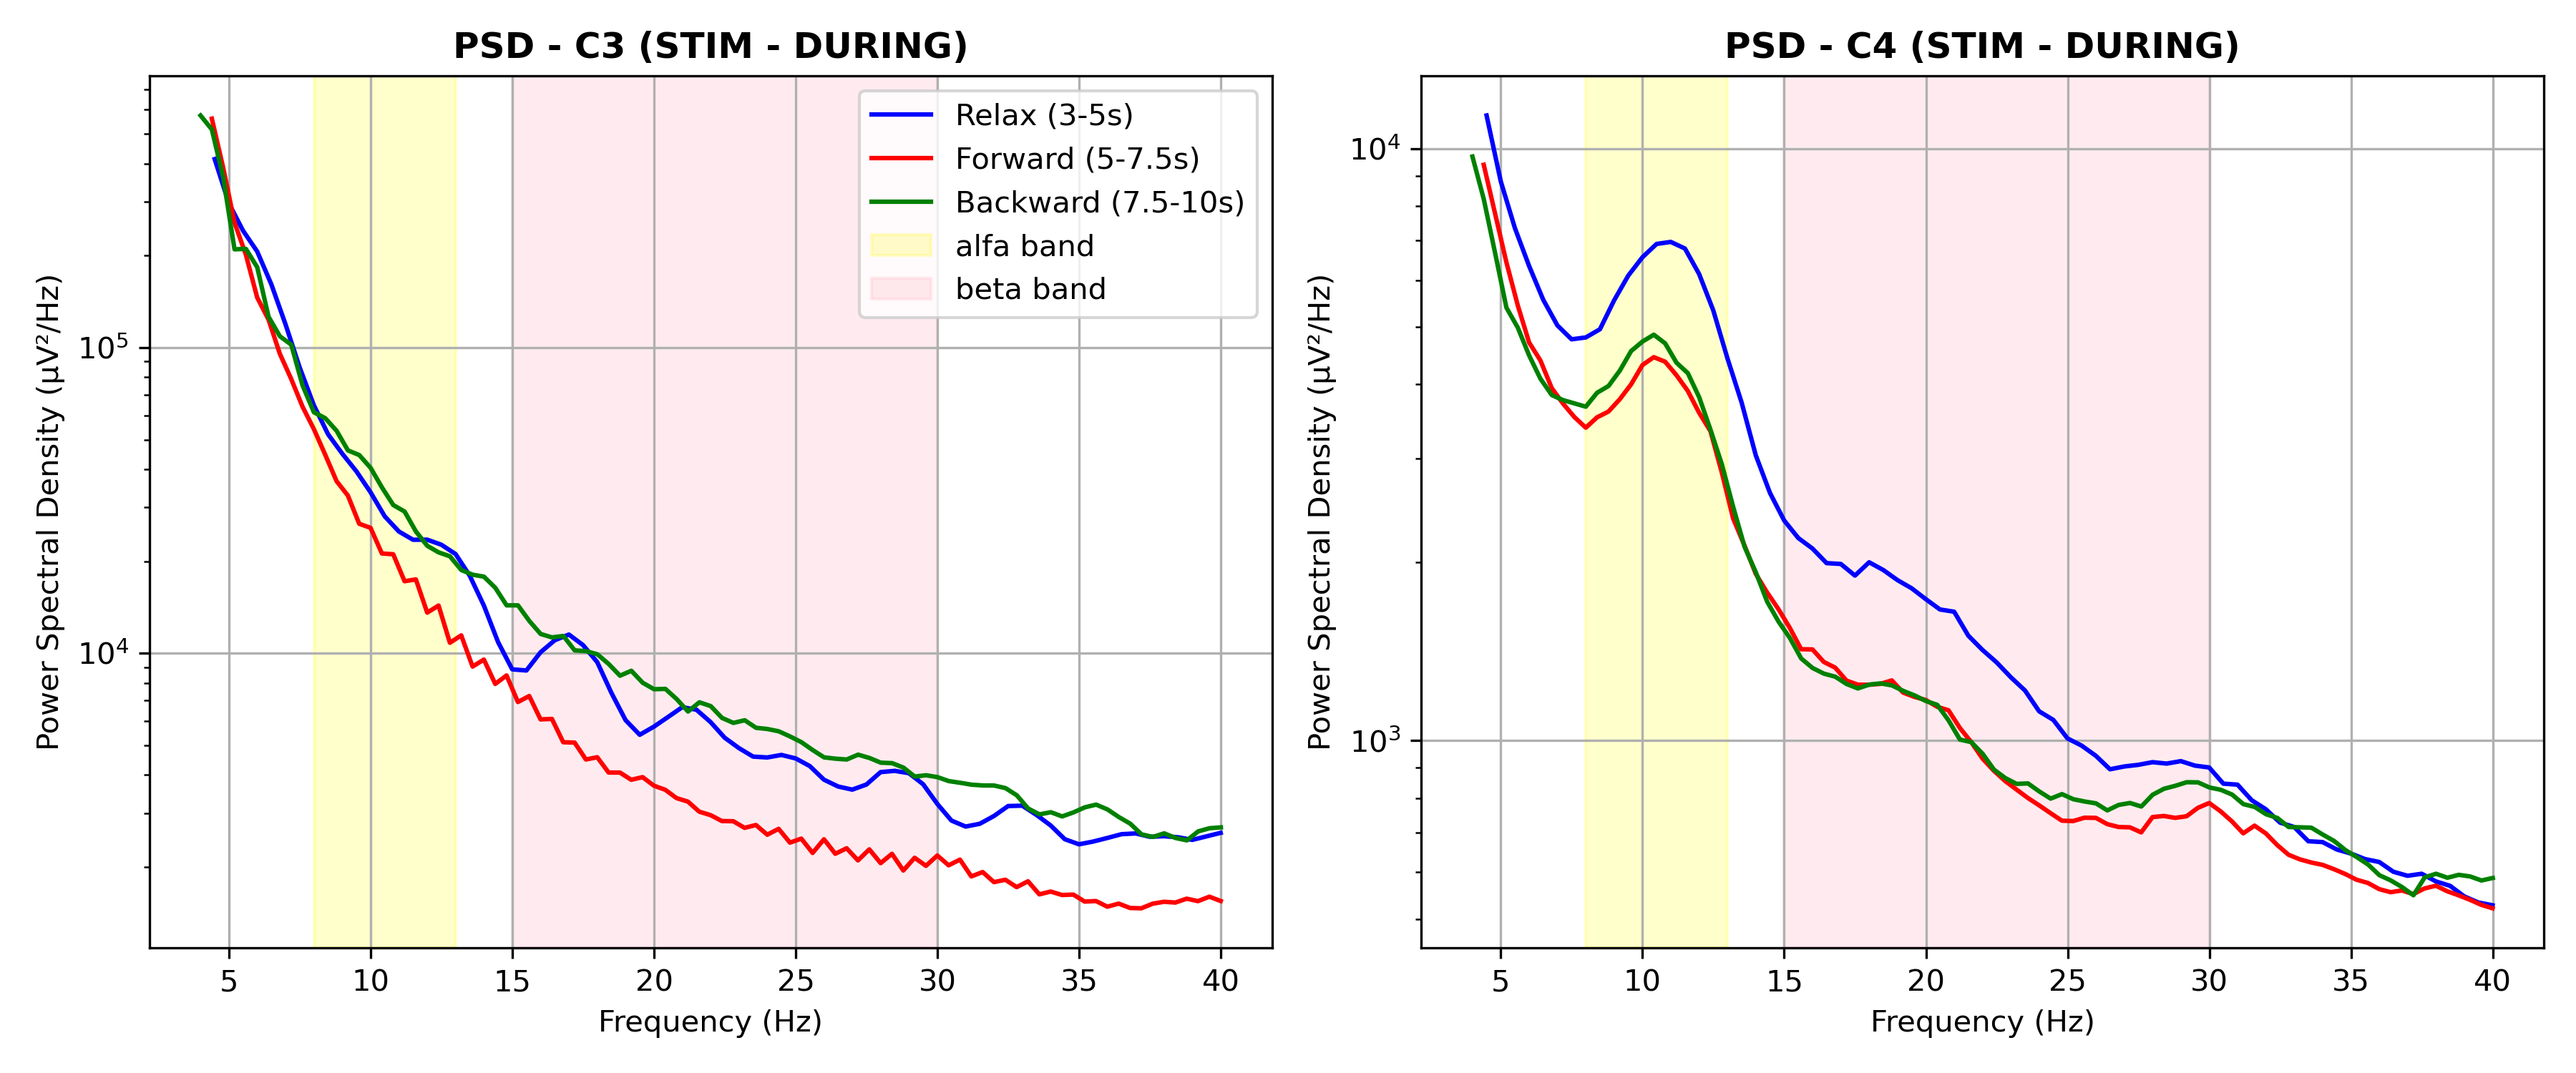 PSD - C3 (STIM - DURING)
Power Spectral Density (µV²/Hz)
10⁵
10⁴
5 10 15 20 25 30 35 40
Frequency (Hz)
Relax (3-5s)
Forward (5-7.5s)
Backward (7.5-10s)
alfa band
beta band
PSD - C4 (STIM - DURING)
Power Spectral Density (µV²/Hz)
10⁴
10³
5 10 15 20 25 30 35 40
Frequency (Hz)